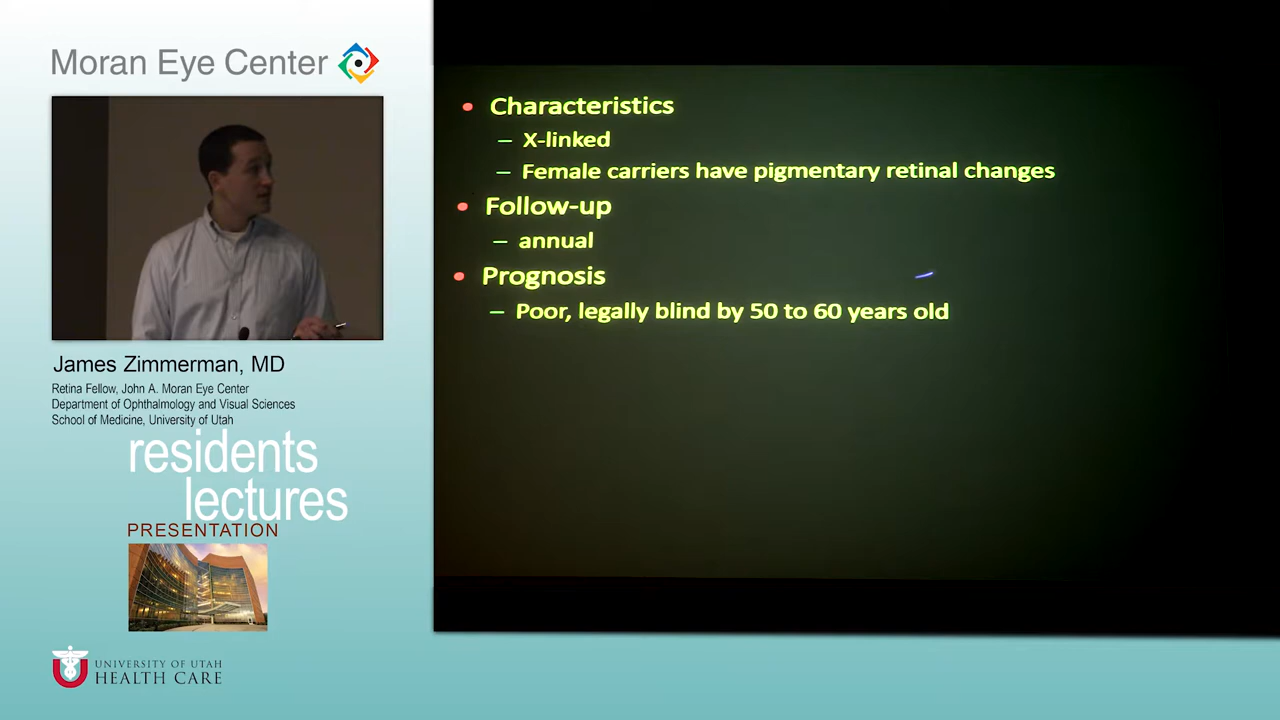 Moran Eye Center
James Zimmerman, MD
Retina Fellow, John A. Moran Eye Center
Department of Ophthalmology and Visual Sciences
School of Medicine, University of Utah
residents
lectures
PRESENTATION
U
UNIVERSITY OF UTAH
HEALTH CARE
• Characteristics
– X-linked
– Female carriers have pigmentary retinal changes
• Follow-up
– annual
• Prognosis
– Poor, legally blind by 50 to 60 years old